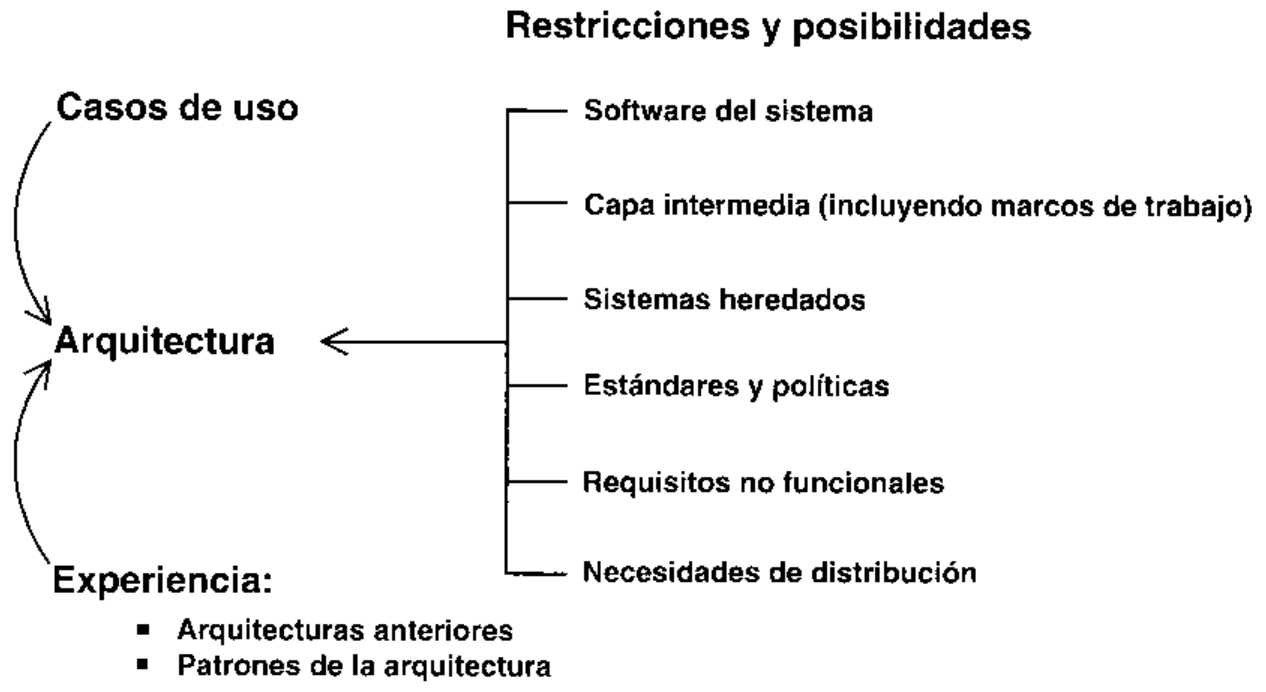 Restricciones y posibilidades
Casos de uso
Software del sistema
Capa intermedia (incluyendo marcos de trabajo)
Sistemas heredados
Arquitectura
Estándares y políticas
Requisitos no funcionales
Necesidades de distribución
Experiencia:
▪ Arquitecturas anteriores
▪ Patrones de la arquitectura